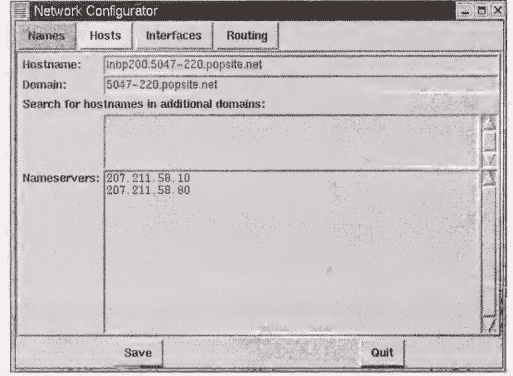 Network Configurator
Names Hosts Interfaces Routing
Hostname: lnbp200.5047-220.popsite.net
Domain: 5047-220.popsite.net
Search for hostnames in additional domains:
Nameservers: 207.211.58.10
207.211.58.80
Save Quit